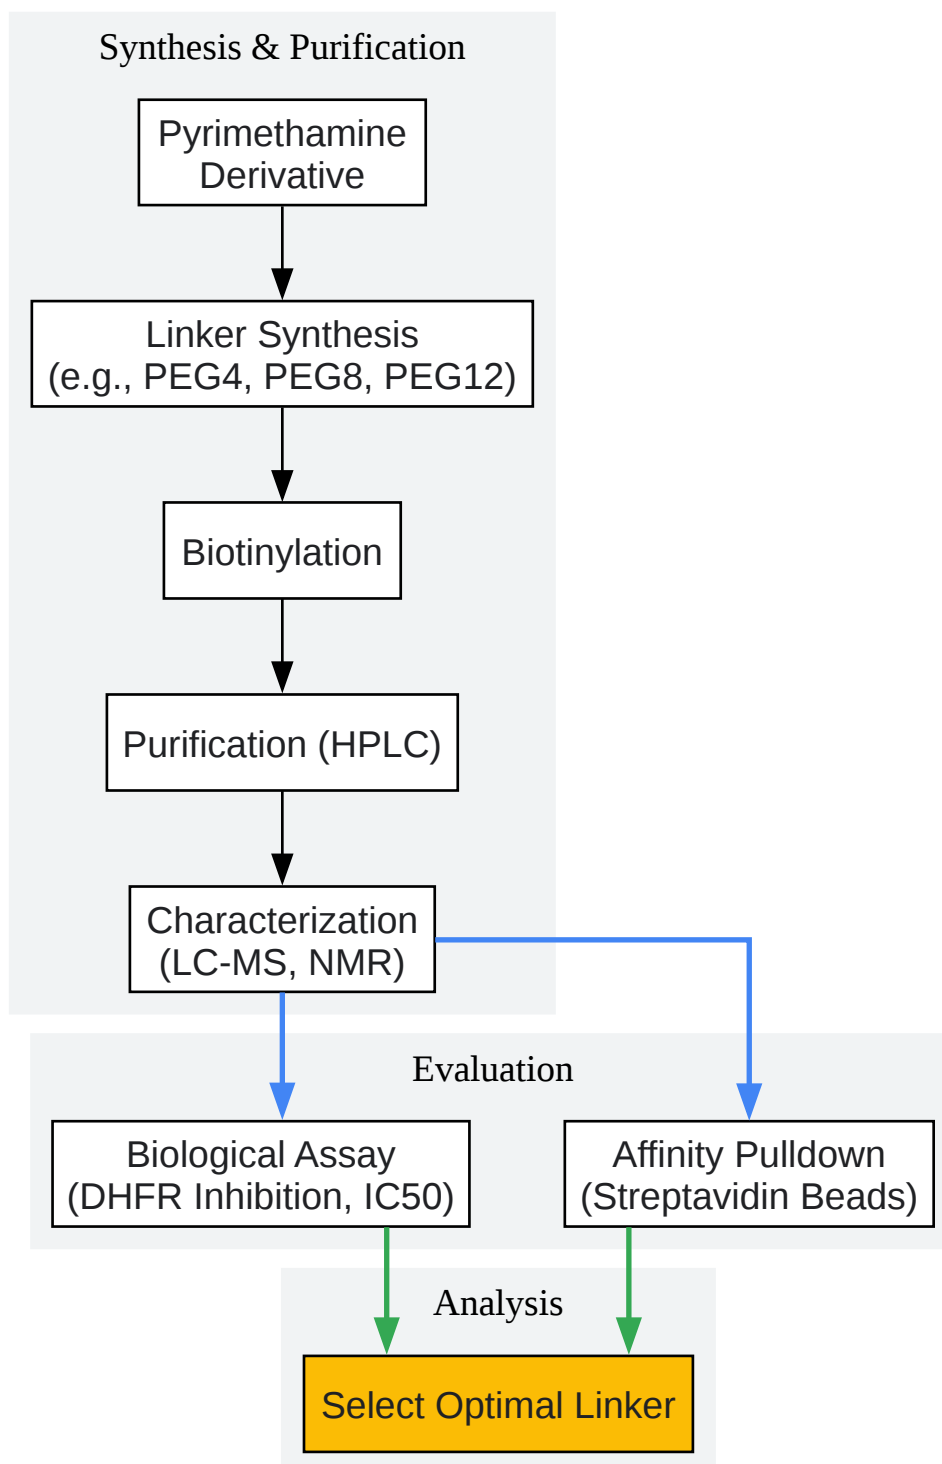 Synthesis & Purification
Pyrimethamine
Derivative
Linker Synthesis
(e.g., PEG4, PEG8, PEG12)
Biotinylation
Purification (HPLC)
Characterization
(LC-MS, NMR)
Evaluation
Biological Assay
(DHFR Inhibition, IC50)
Affinity Pulldown
(Streptavidin Beads)
Analysis
Select Optimal Linker